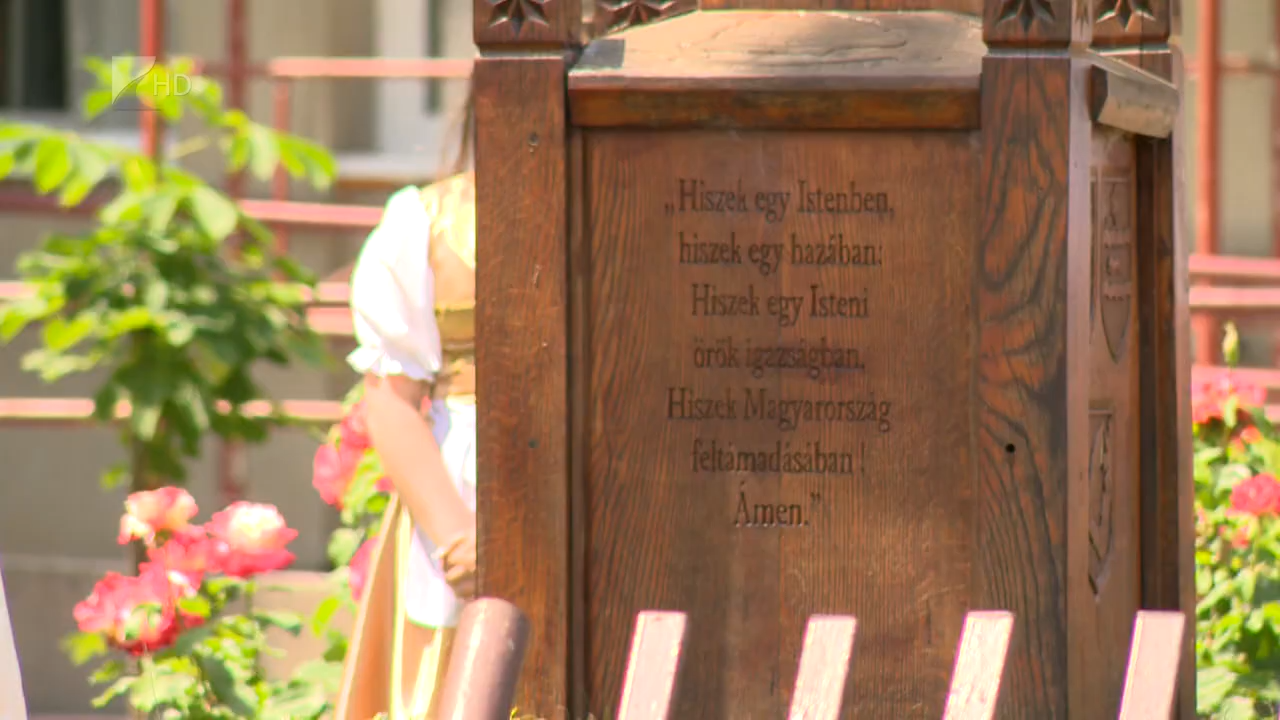 HD
„Hiszek egy Istenben,
hiszek egy hazában:
Hiszek egy Isteni
örök igazságban,
Hiszek Magyarország
feltámadásában !
Ámen.”